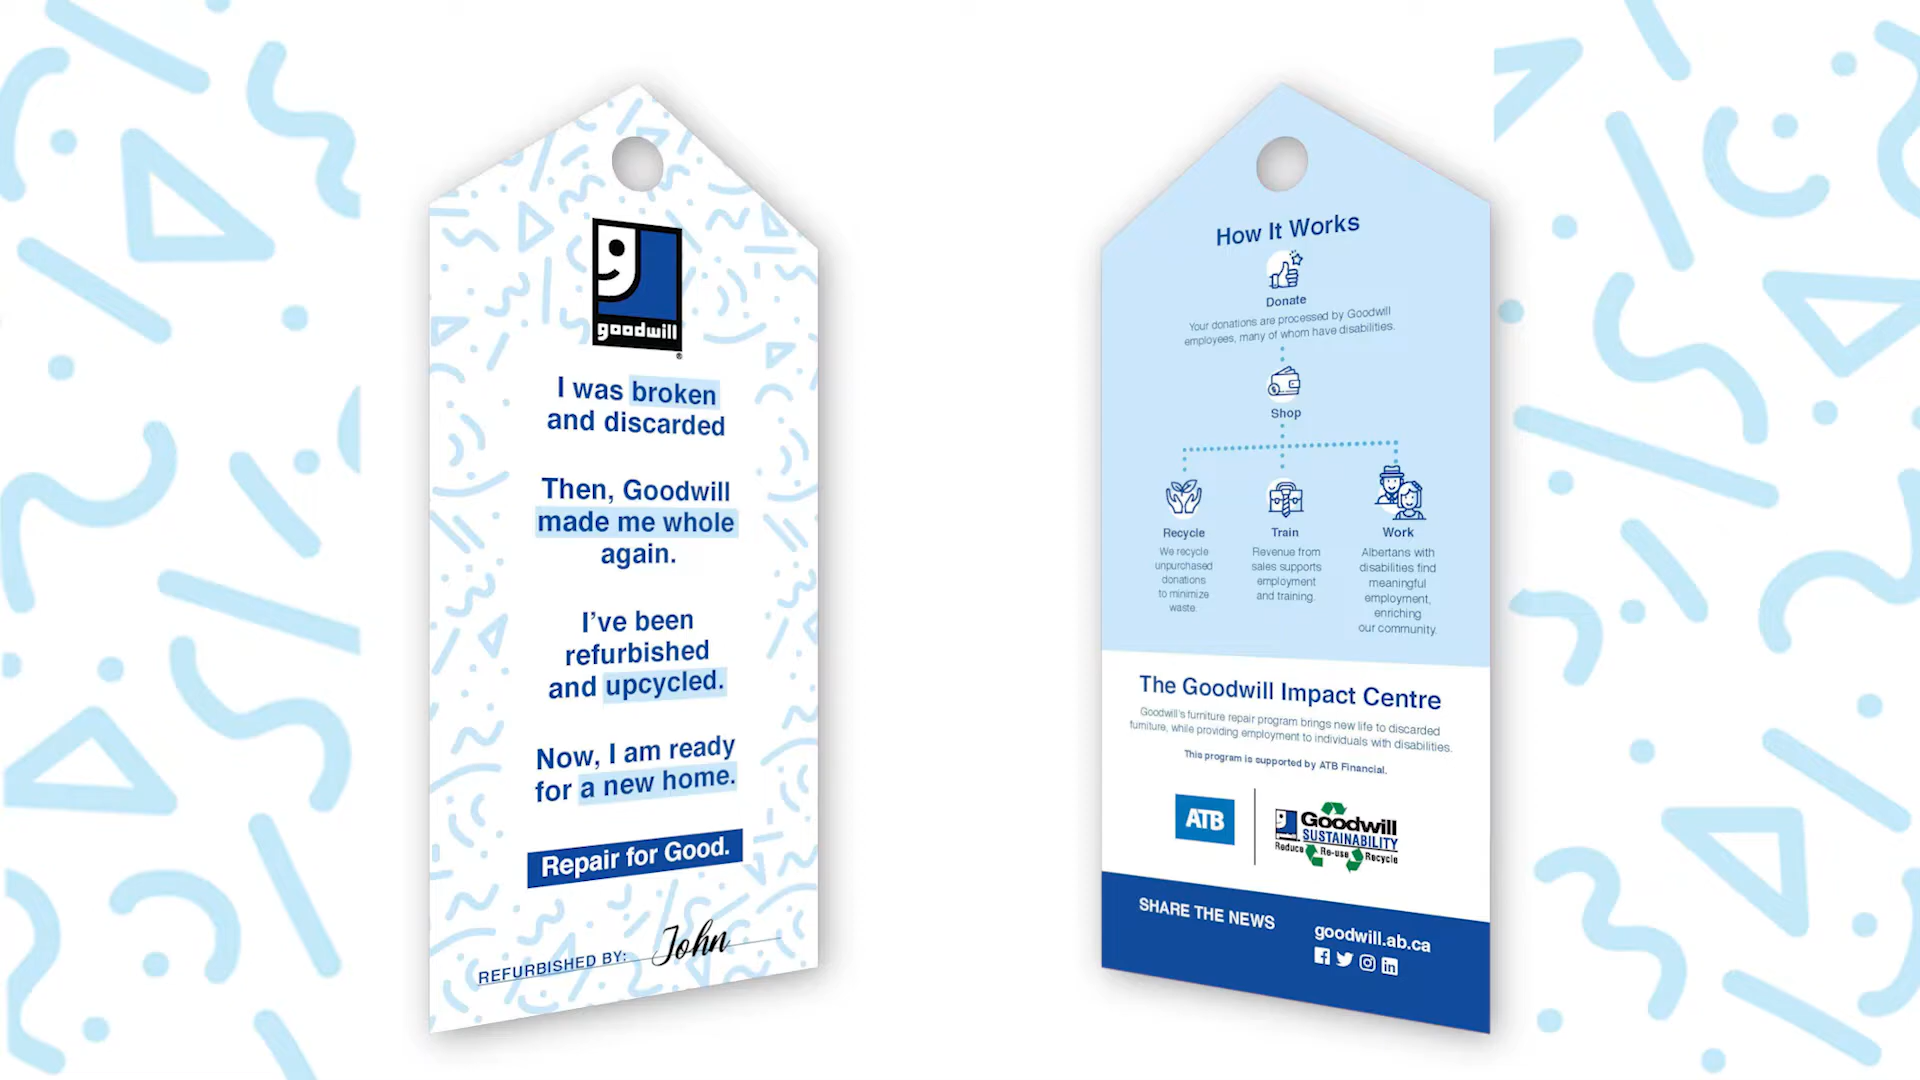 goodwill
®
I was broken
and discarded
Then, Goodwill
made me whole
again.
I've been
refurbished
and upcycled.
Now, I am ready
for a new home.
Repair for Good.
REFURBISHED BY: John
How It Works
Donate
Your donations are processed by Goodwill
employees, many of whom have disabilities.
Shop
Recycle
We recycle
unpurchased
donations
to minimize
waste.
Train
Revenue from
sales supports
employment
and training.
Work
Albertans with
disabilities find
meaningful
employment,
enriching
our community.
The Goodwill Impact Centre
Goodwill's furniture repair program brings new life to discarded
furniture, while providing employment to individuals with disabilities.
This program is supported by ATB Financial.
ATB
Goodwill
SUSTAINABILITY
Reduce Re-use Recycle
SHARE THE NEWS
goodwill.ab.ca